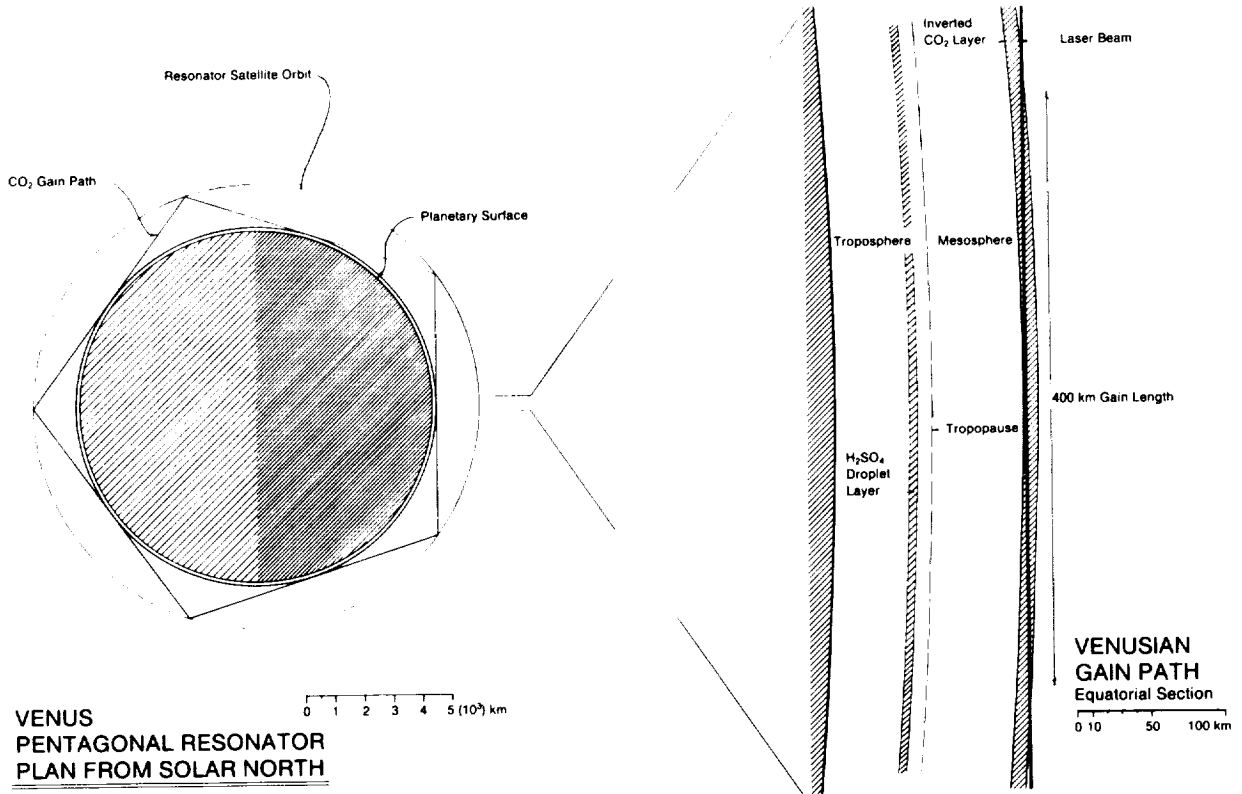 Resonator Satellite Orbit
CO₂ Gain Path
Planetary Surface
0 1 2 3 4 5 (10³) km
VENUS
PENTAGONAL RESONATOR
PLAN FROM SOLAR NORTH
Inverted
CO₂ Layer
Laser Beam
Troposphere
Mesosphere
400 km Gain Length
Tropopause
H₂SO₄
Droplet
Layer
VENUSIAN
GAIN PATH
Equatorial Section
0 10 50 100 km